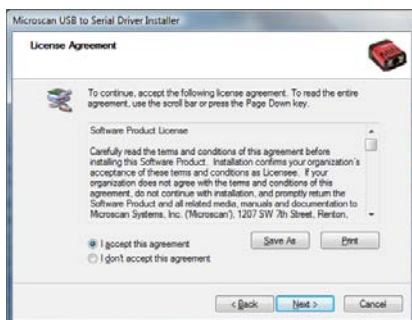 Microscan USB to Serial Driver Installer
License Agreement
To continue, accept the following license agreement. To read the entire
agreement, use the scroll bar or press the Page Down key.
Software Product License
Carefully read the terms and conditions of this agreement before
installing this Software Product. Installation confirms your organization's
acceptance of these terms and conditions as Licensee. If your
organization does not agree with the terms and conditions of this
agreement, do not continue with installation, and promptly return the
Software Product and all related media, manuals and documentation to
Microscan Systems, Inc. ('Microscan'), 1207 SW 7th Street, Renton,
I accept this agreement
Save As
Print
I don't accept this agreement
< Back
Next >
Cancel